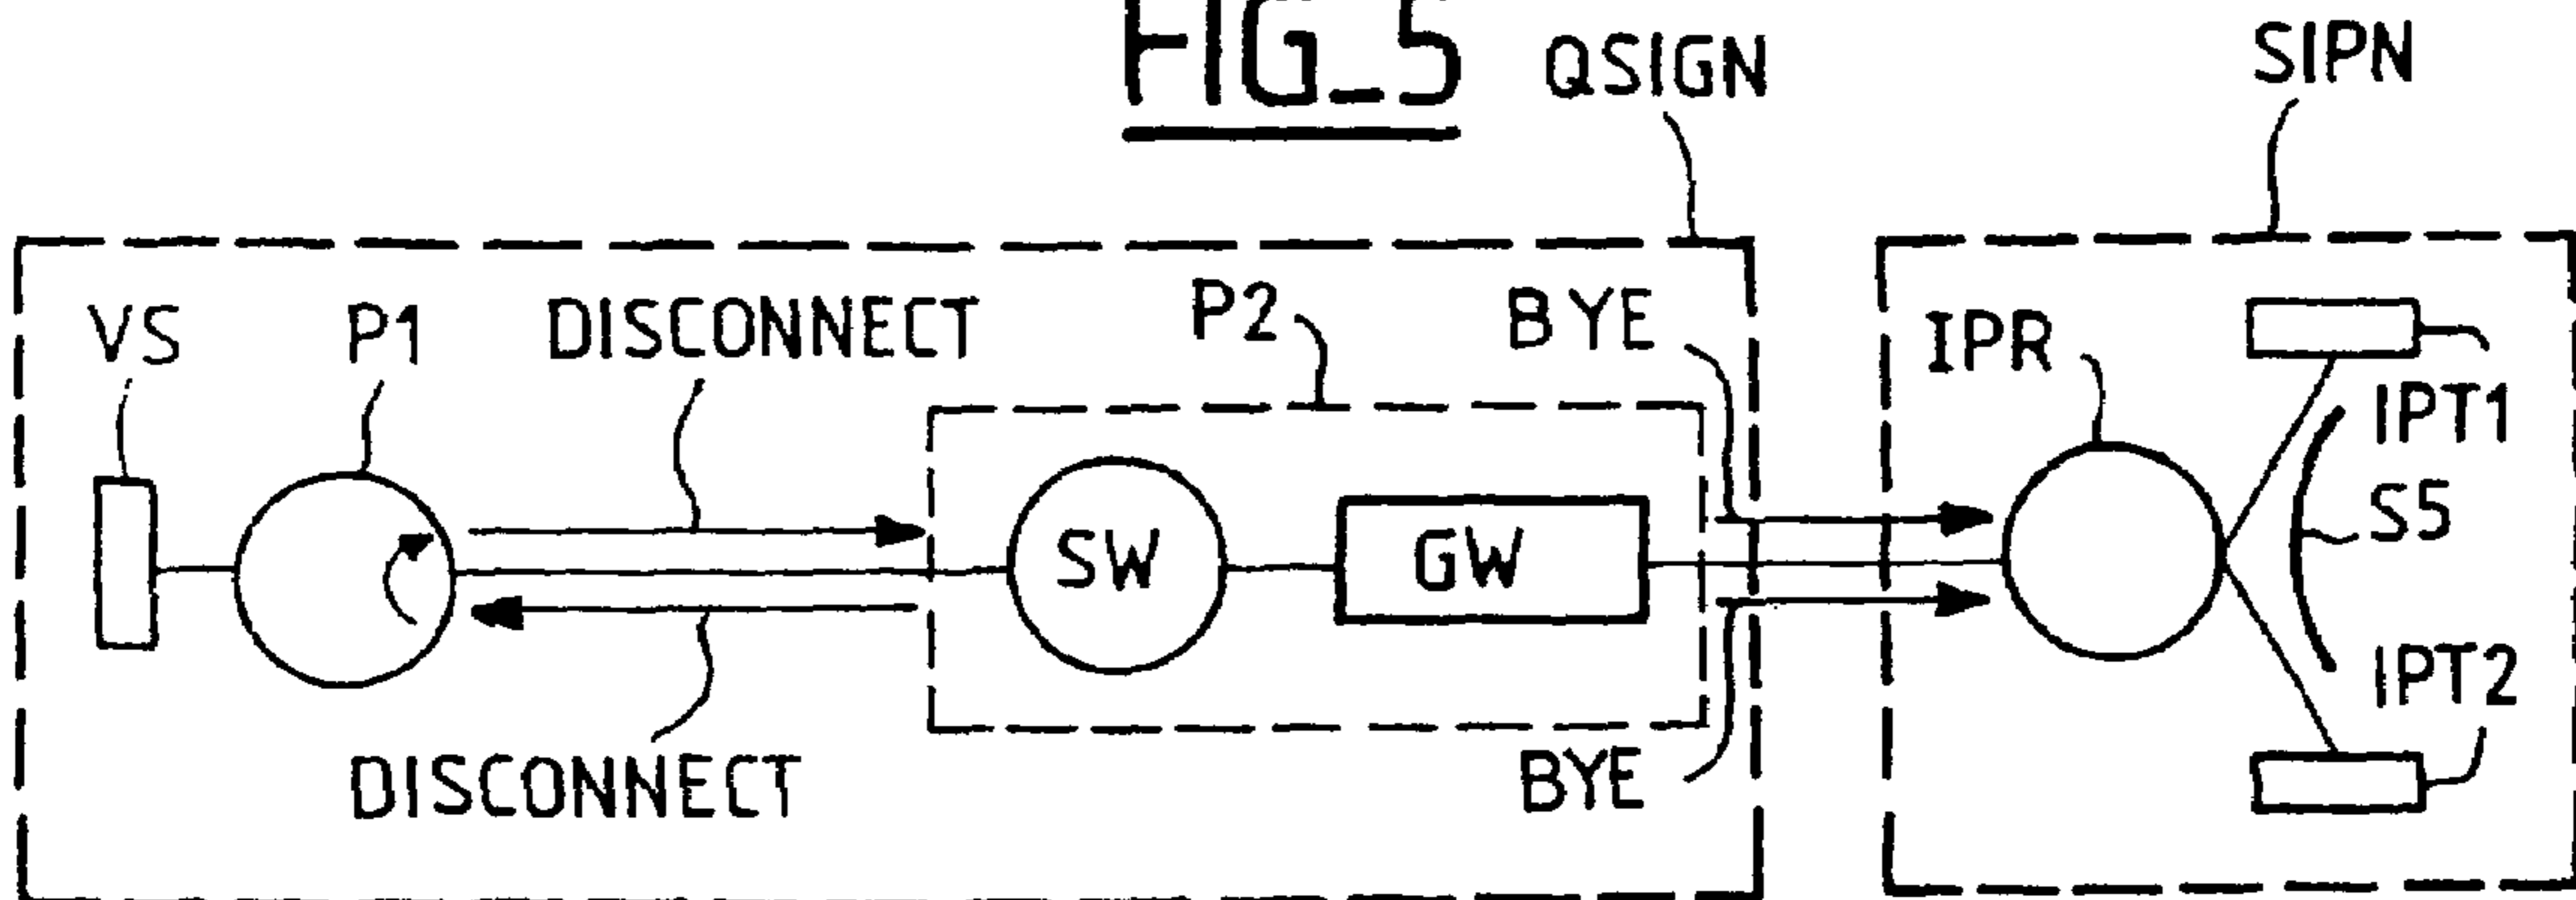 FIG_5
QSIGN
SIPN
VS
P1
DISCONNECT
P2
BYE
IPR
IPT1
S5
SW
GW
IPT2
DISCONNECT
BYE